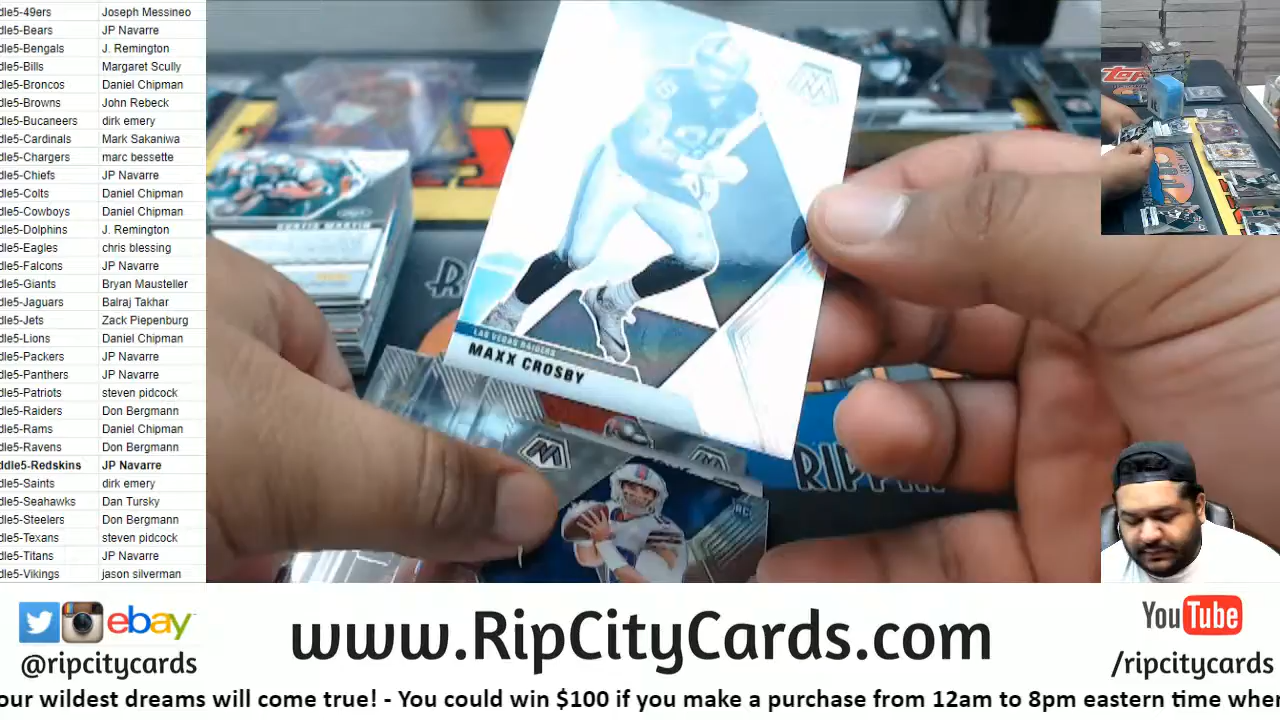 dle5-49ers Joseph Messineo
dle5-Bears JP Navarre
dle5-Bengals J. Remington
dle5-Bills Margaret Scully
dle5-Broncos Daniel Chipman
dle5-Browns John Rebeck
dle5-Bucaneers dirk emery
dle5-Cardinals Mark Sakaniwa
dle5-Chargers marc bessette
dle5-Chiefs JP Navarre
dle5-Colts Daniel Chipman
dle5-Cowboys Daniel Chipman
dle5-Dolphins J. Remington
dle5-Eagles chris blessing
dle5-Falcons JP Navarre
dle5-Giants Bryan Mausteller
dle5-Jaguars Balraj Takhar
dle5-Jets Zack Piepenburg
dle5-Lions Daniel Chipman
dle5-Packers JP Navarre
dle5-Panthers JP Navarre
dle5-Patriots steven pidcock
dle5-Raiders Don Bergmann
dle5-Rams Daniel Chipman
dle5-Ravens Don Bergmann
ddle5-Redskins JP Navarre
dle5-Saints dirk emery
dle5-Seahawks Dan Tursky
dle5-Steelers Don Bergmann
dle5-Texans steven pidcock
dle5-Titans JP Navarre
dle5-Vikings jason silverman
CURTIS MARTIN
LAS VEGAS RAIDERS
MAXX CROSBY
RC
RIPPIN
ebay
@ripcitycards
www.RipCityCards.com
YouTube
/ripcitycards
our wildest dreams will come true! - You could win $100 if you make a purchase from 12am to 8pm eastern time when